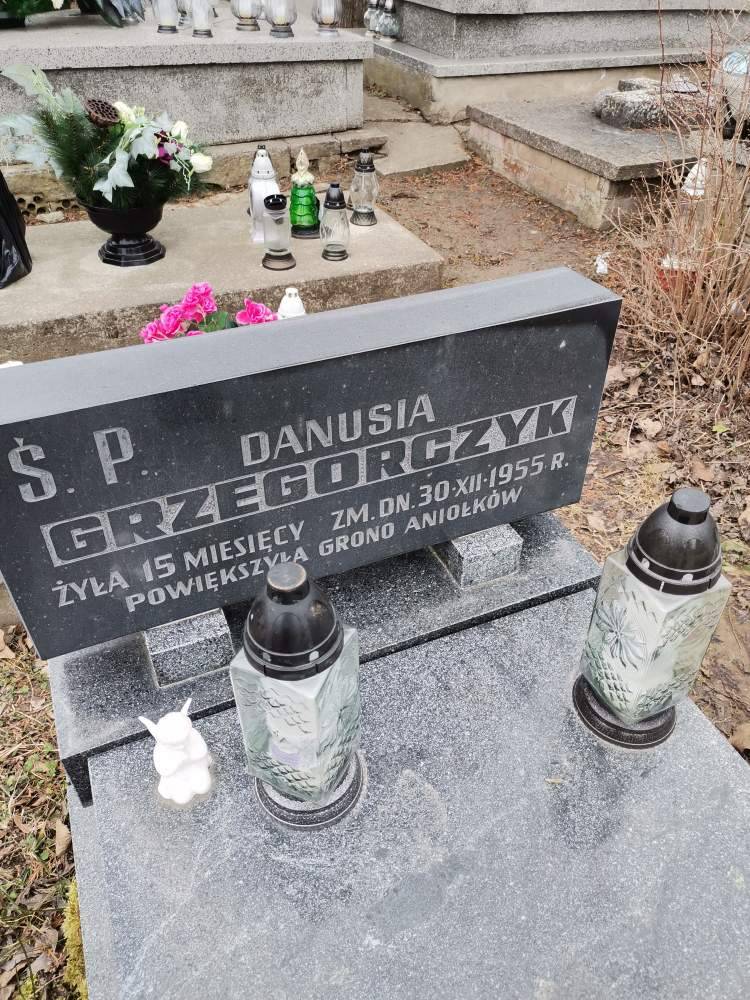 Ś. P. DANUSIA
GRZEGORCZYK
ŻYŁA 15 MIESIĘCY ZM. DN. 30·XII·1955 R.
POWIĘKSZYŁA GRONO ANIOŁKÓW